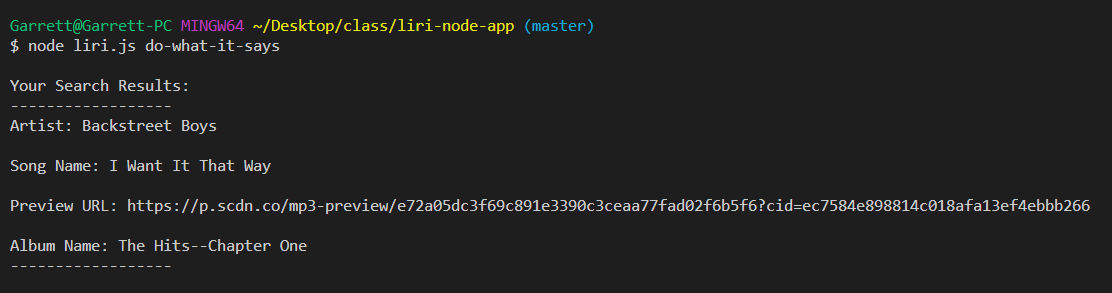 Garrett@Garrett-PC MINGW64 ~/Desktop/class/liri-node-app (master)
$ node liri.js do-what-it-says
Your Search Results:
------------------
Artist: Backstreet Boys
Song Name: I Want It That Way
Preview URL: https://p.scdn.co/mp3-preview/e72a05dc3f69c891e3390c3ceaa77fad02f6b5f6?cid=ec7584e898814c018afa13ef4ebbb266
Album Name: The Hits--Chapter One
------------------